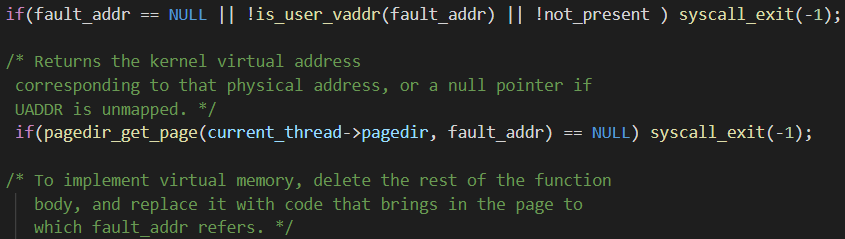 if(fault_addr == NULL || !is_user_vaddr(fault_addr) || !not_present ) syscall_exit(-1);
/* Returns the kernel virtual address
corresponding to that physical address, or a null pointer if
UADDR is unmapped. */
if(pagedir_get_page(current_thread->pagedir, fault_addr) == NULL) syscall_exit(-1);
/* To implement virtual memory, delete the rest of the function
body, and replace it with code that brings in the page to
which fault_addr refers. */